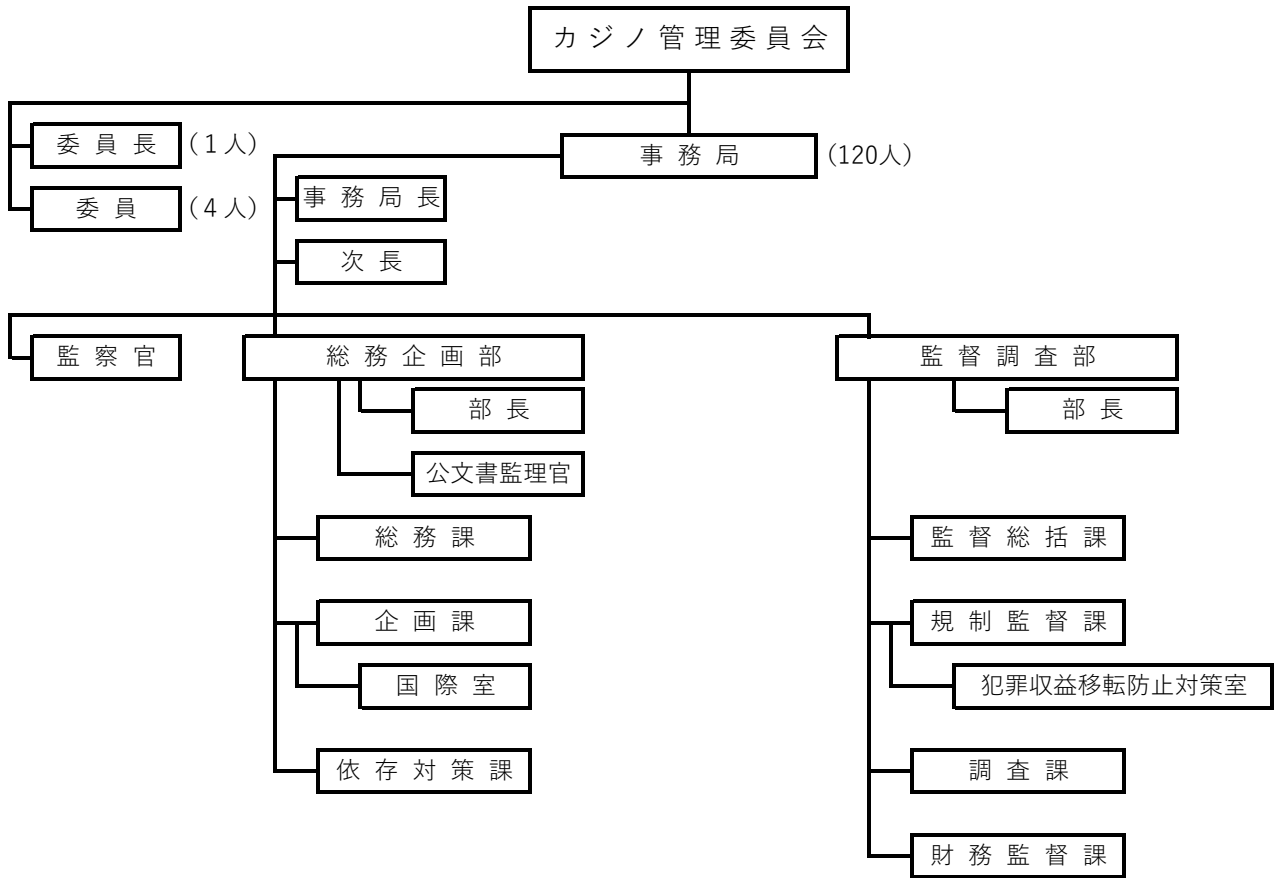 カジノ管理委員会
委員長 (1人)
事務局 (120人)
委員 (4人)
事務局長
次長
監察官
総務企画部
監督調査部
部長
部長
公文書監理官
総務課
監督総括課
企画課
規制監督課
国際室
犯罪収益移転防止対策室
依存対策課
調査課
財務監督課